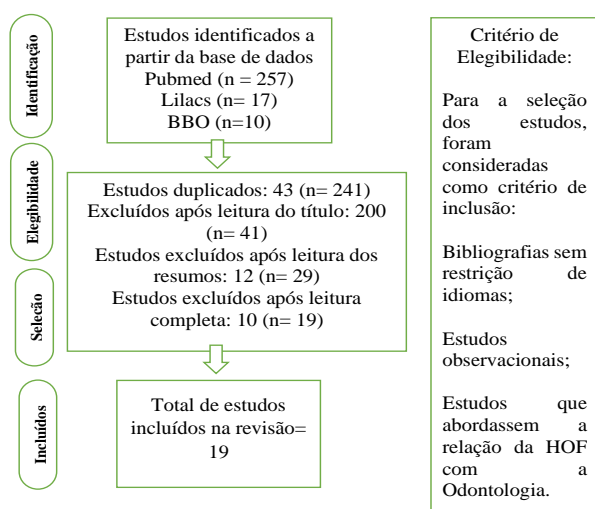 Identificação
Estudos identificados a
partir da base de dados
Pubmed (n = 257)
Lilacs (n= 17)
BBO (n=10)
Elegibilidade
Seleção
Estudos duplicados: 43 (n= 241)
Excluídos após leitura do título: 200
(n= 41)
Estudos excluídos após leitura dos
resumos: 12 (n= 29)
Estudos excluídos após leitura
completa: 10 (n= 19)
Incluídos
Total de estudos
incluídos na revisão=
19
Critério de
Elegibilidade:
Para a seleção
dos estudos,
foram
consideradas
como critério de
inclusão:
Bibliografias sem
restrição de
idiomas;
Estudos
observacionais;
Estudos que
abordassem a
relação da HOF
com a
Odontologia.